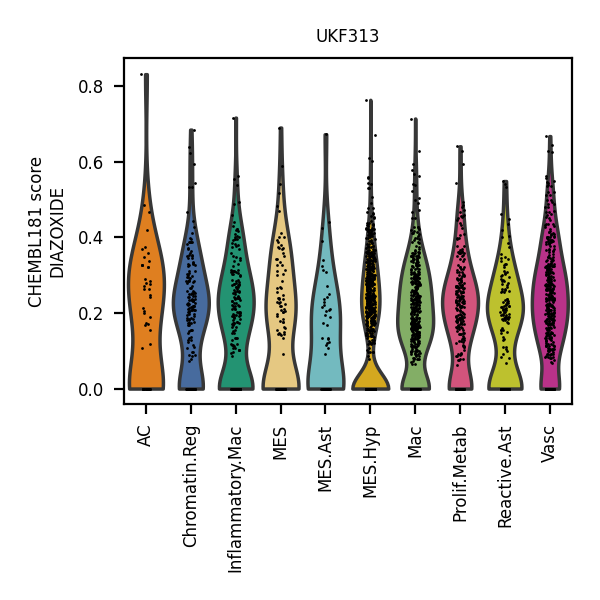 UKF313
CHEMBL181 score
DIAZOXIDE
0.8
0.6
0.4
0.2
0.0
AC
Chromatin.Reg
Inflammatory.Mac
MES
MES.Ast
MES.Hyp
Mac
Prolif.Metab
Reactive.Ast
Vasc